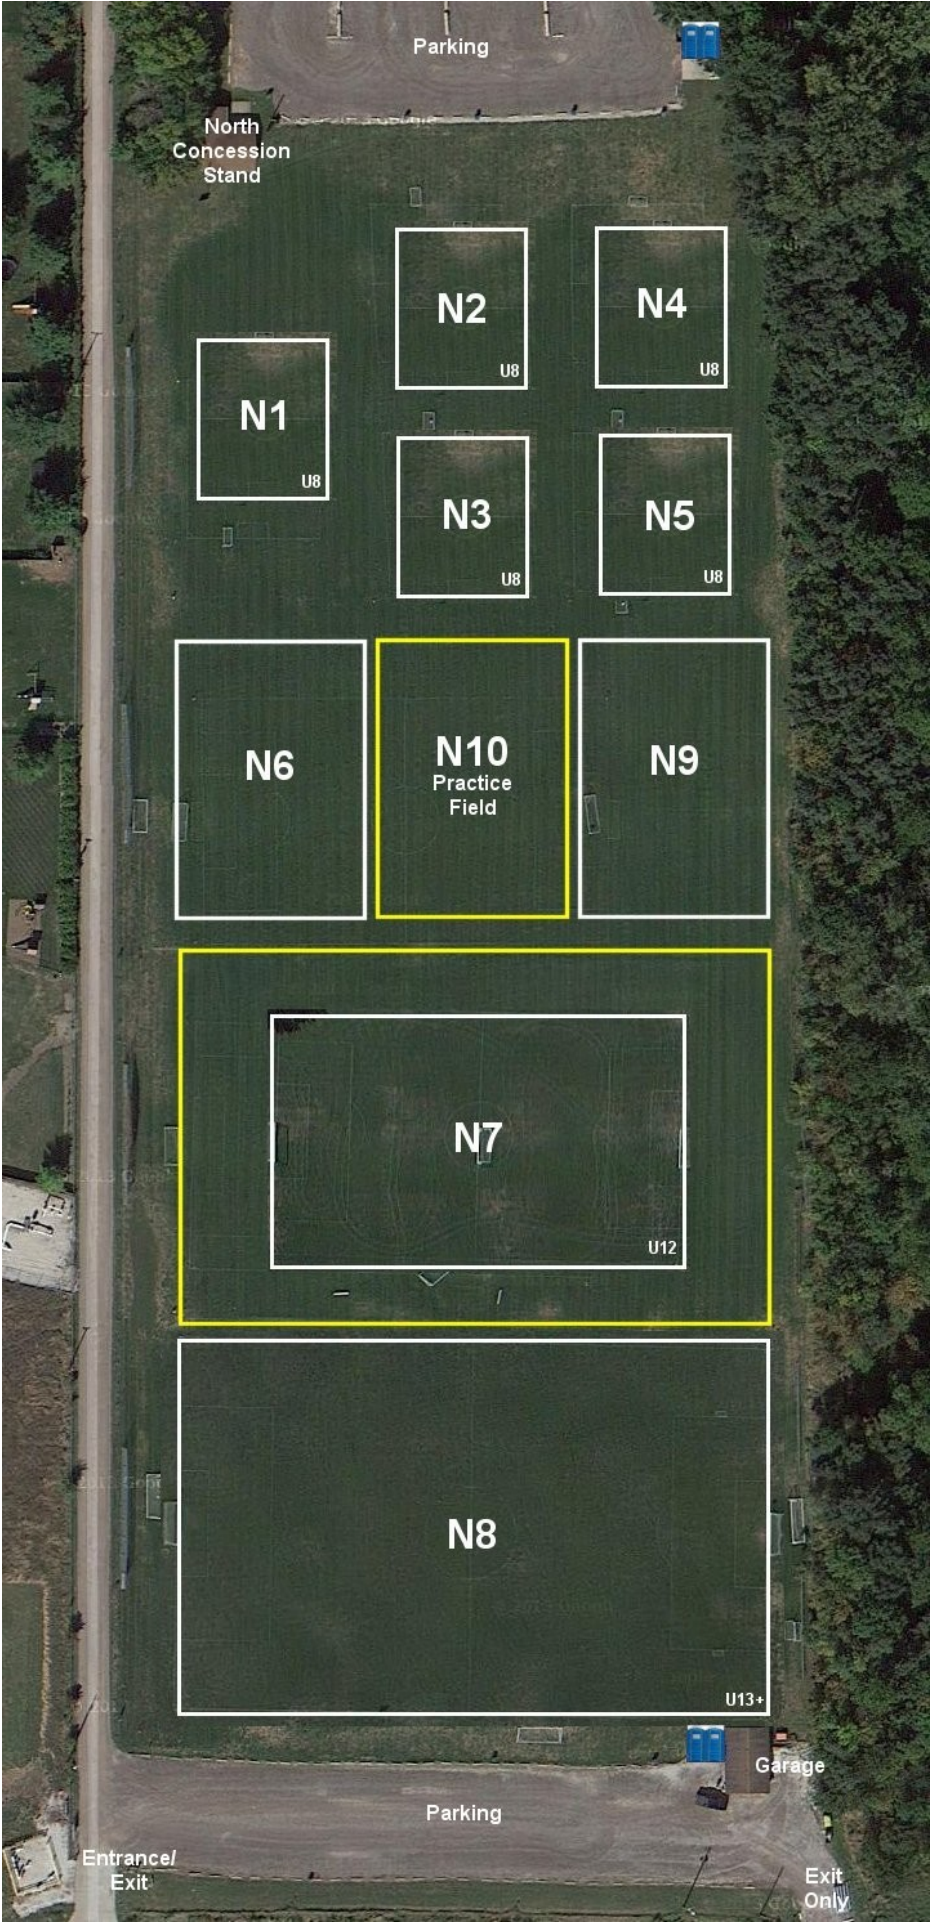 Parking
North
Concession
Stand
N2
U8
N4
U8
N1
U8
N3
U8
N5
U8
N6
N10
Practice
Field
N9
N7
U12
N8
U13+
Garage
Parking
Entrance/
Exit
Exit
Only